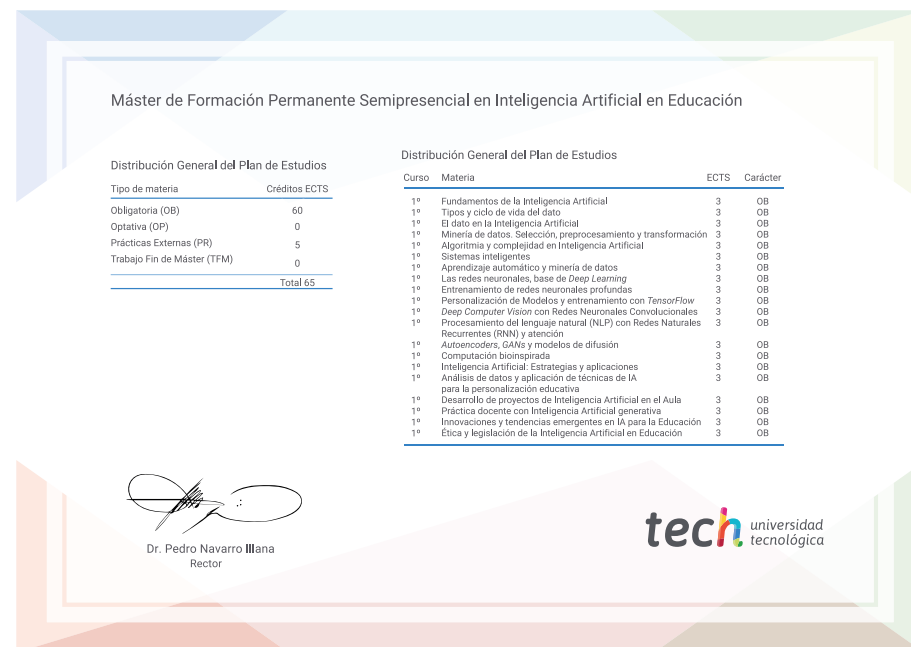 Máster de Formación Permanente Semipresencial en Inteligencia Artificial en Educación
Distribución General del Plan de Estudios
Tipo de materia Créditos ECTS
Obligatoria (OB) 60
Optativa (OP) 0
Prácticas Externas (PR) 5
Trabajo Fin de Máster (TFM) 0
Total 65
Distribución General del Plan de Estudios
Curso Materia ECTS Carácter
1º Fundamentos de la Inteligencia Artificial 3 OB
1º Tipos y ciclo de vida del dato 3 OB
1º El dato en la Inteligencia Artificial 3 OB
1º Minería de datos. Selección, preprocesamiento y transformación 3 OB
1º Algoritmia y complejidad en Inteligencia Artificial 3 OB
1º Sistemas inteligentes 3 OB
1º Aprendizaje automático y minería de datos 3 OB
1º Las redes neuronales, base de Deep Learning 3 OB
1º Entrenamiento de redes neuronales profundas 3 OB
1º Personalización de Modelos y entrenamiento con TensorFlow 3 OB
1º Deep Computer Vision con Redes Neuronales Convolucionales 3 OB
1º Procesamiento del lenguaje natural (NLP) con Redes Naturales 3 OB
Recurrentes (RNN) y atención
1º Autoencoders, GANs y modelos de difusión 3 OB
1º Computación bioinspirada 3 OB
1º Inteligencia Artificial: Estrategias y aplicaciones 3 OB
1º Análisis de datos y aplicación de técnicas de IA 3 OB
para la personalización educativa
1º Desarrollo de proyectos de Inteligencia Artificial en el Aula 3 OB
1º Práctica docente con Inteligencia Artificial generativa 3 OB
1º Innovaciones y tendencias emergentes en IA para la Educación 3 OB
1º Ética y legislación de la Inteligencia Artificial en Educación 3 OB
Dr. Pedro Navarro Illana
Rector
tech universidad
tecnológica